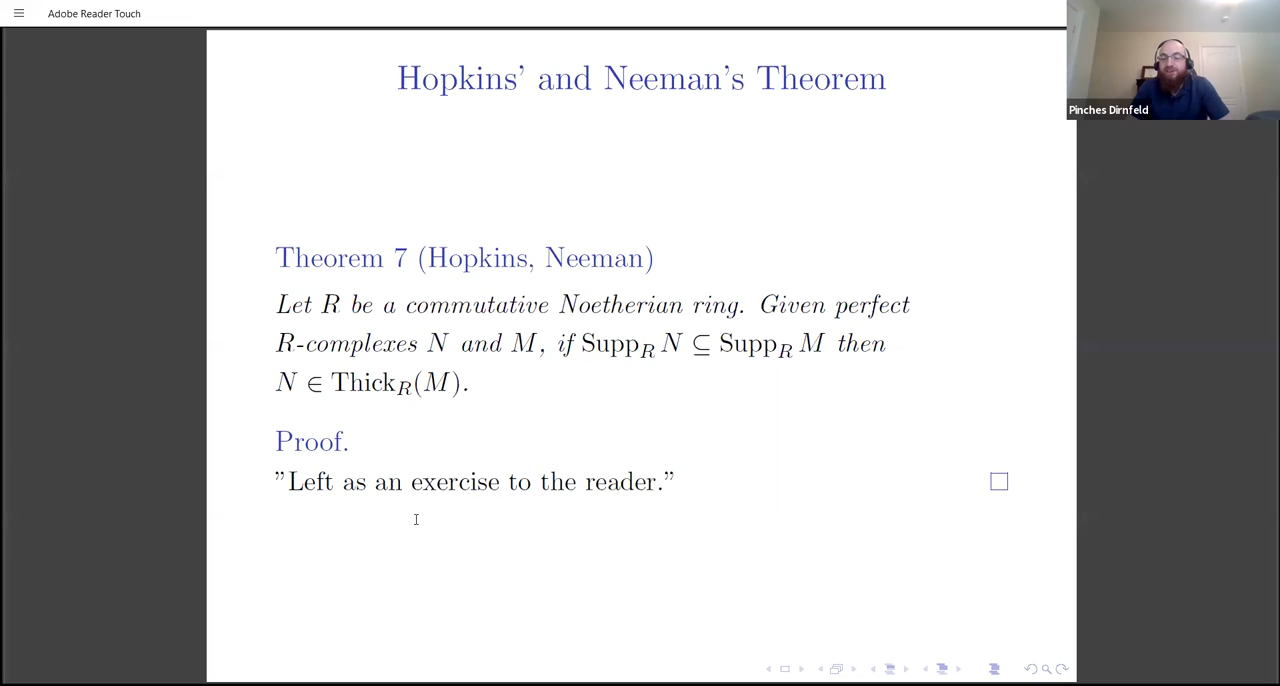 Adobe Reader Touch
Pinches Dirnfeld
Hopkins’ and Neeman’s Theorem
Theorem 7 (Hopkins, Neeman)
Let R be a commutative Noetherian ring. Given perfect
R-complexes N and M, if Supp_R N ⊆ Supp_R M then
N ∈ Thick_R(M).
Proof.
”Left as an exercise to the reader.” □